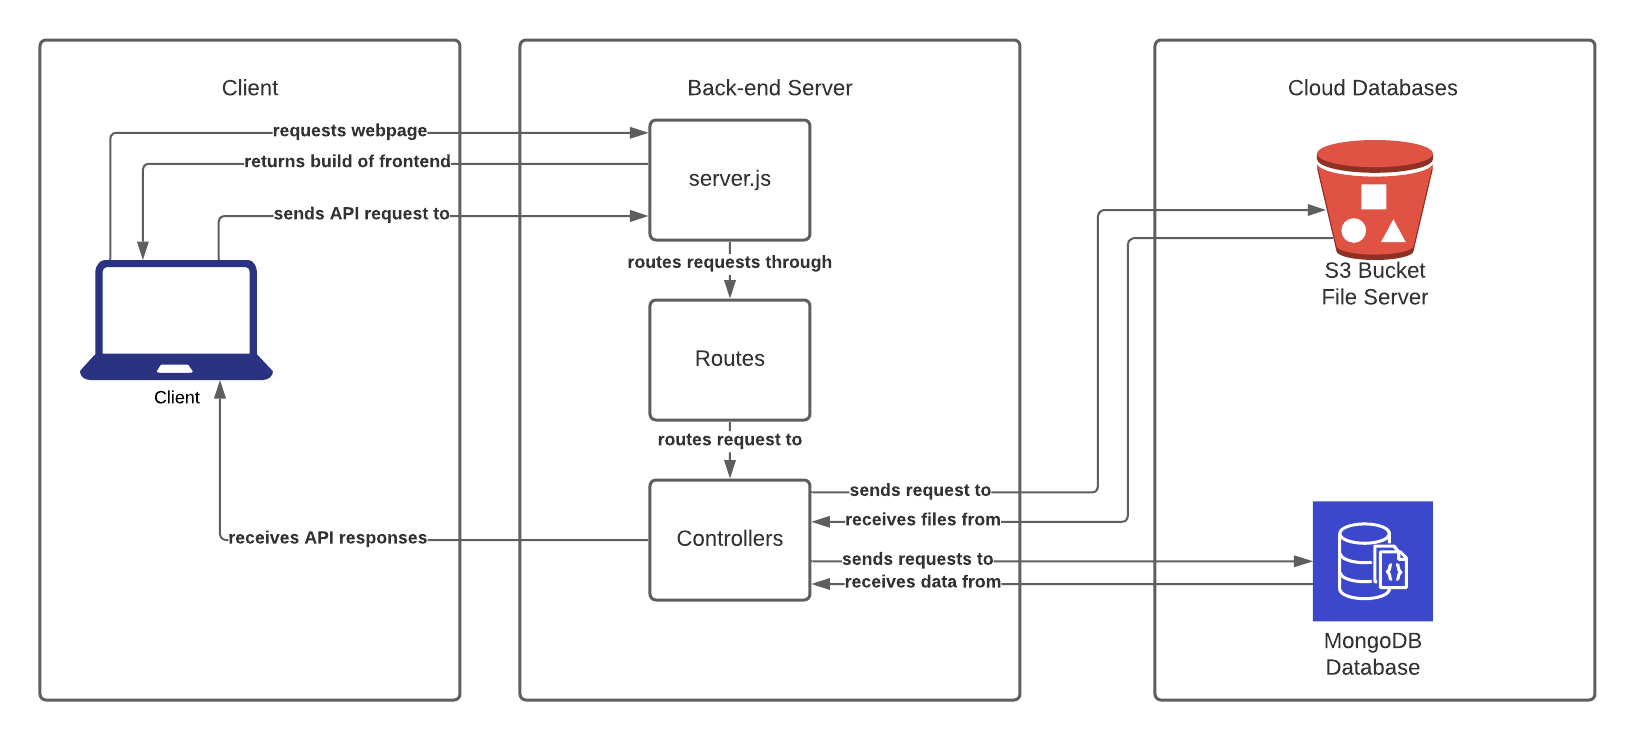 Client
Back-end Server
Cloud Databases
requests webpage
returns build of frontend
server.js
sends API request to
routes requests through
S3 Bucket
File Server
Routes
Client
routes request to
sends request to
receives files from
receives API responses
Controllers
sends requests to
receives data from
MongoDB
Database